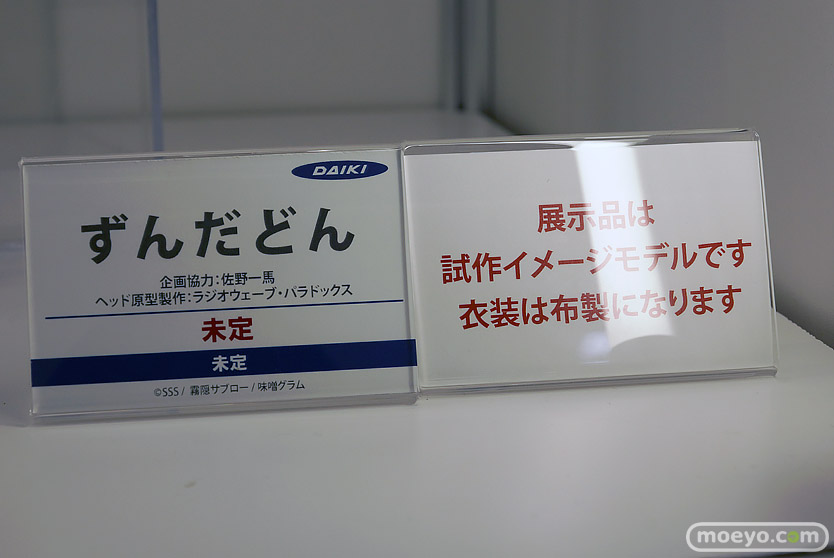 DAIKI
ずんだどん
企画協力:佐野一馬
ヘッド原型製作:ラジオウェーブ・パラドックス
未定
未定
©SSS / 霧隠サブロー / 味噌グラム
展示品は
試作イメージモデルです
衣装は布製になります
moeyo.com